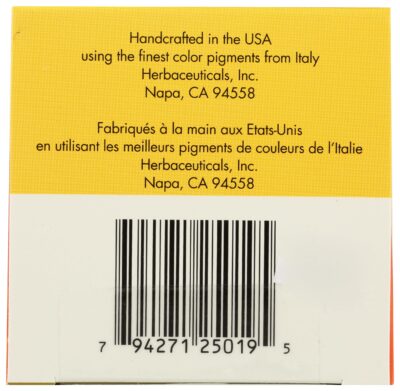 Handcrafted in the USA
using the finest color pigments from Italy
Herbaceuticals, Inc.
Napa, CA 94558
Fabriqués à la main aux Etats-Unis
en utilisant les meilleurs pigments de couleurs de l'Italie
Herbaceuticals, Inc.
Napa, CA 94558
7 94271 25019 5